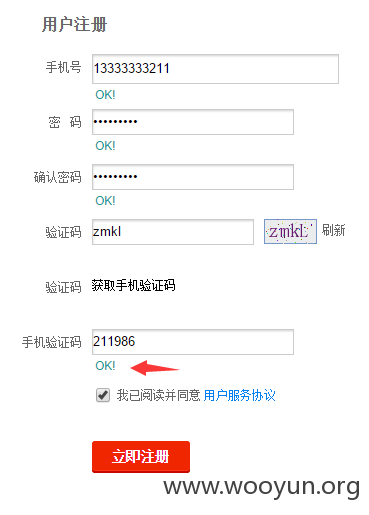 用户注册
手机号 13333333211
OK!
密 码 •••••••••
OK!
确认密码 •••••••••
OK!
验证码 zmkl zmkL 刷新
验证码 获取手机验证码
手机验证码 211986
OK!
我已阅读并同意 用户服务协议
立即注册
www.wooyun.org